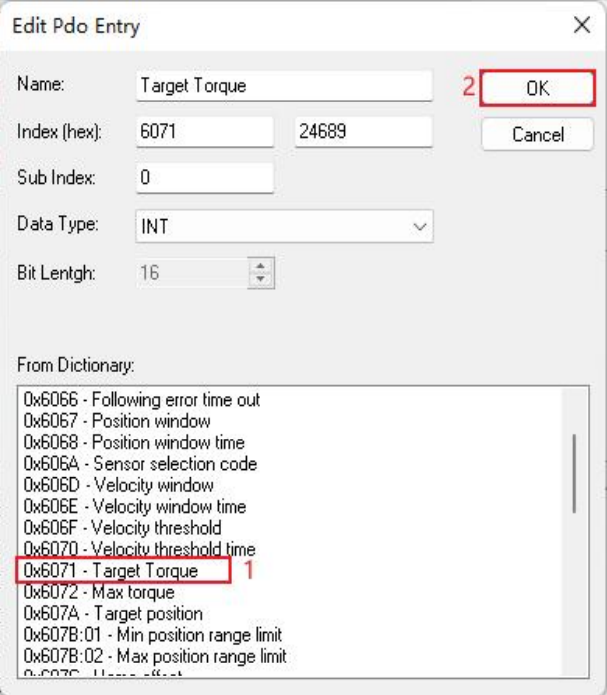 Edit Pdo Entry
Name: Target Torque 2 OK
Index (hex): 6071 24689 Cancel
Sub Index: 0
Data Type: INT
Bit Lentgh: 16
From Dictionary:
0x6066 - Following error time out
0x6067 - Position window
0x6068 - Position window time
0x606A - Sensor selection code
0x606D - Velocity window
0x606E - Velocity window time
0x606F - Velocity threshold
0x6070 - Velocity threshold time
0x6071 - Target Torque 1
0x6072 - Max torque
0x607A - Target position
0x607B:01 - Min position range limit
0x607B:02 - Max position range limit